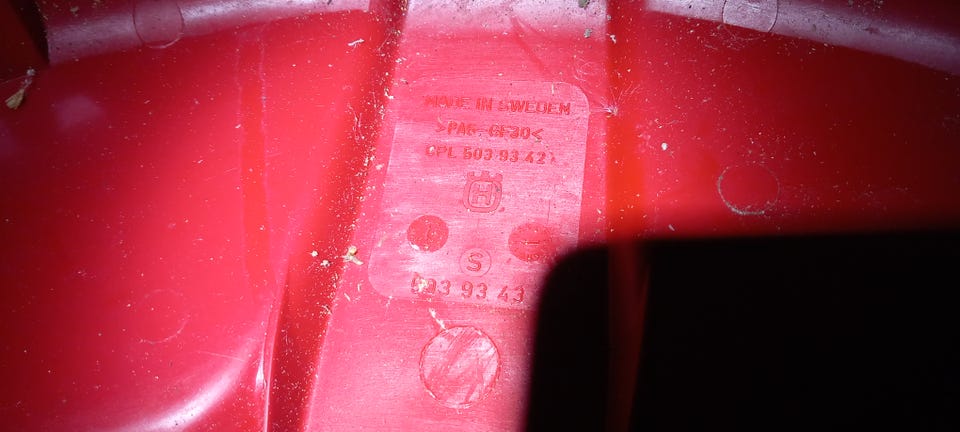 MADE IN SWEDEN
>PA6-GF30<
CPL 503 93 42
H
S
503 93 43